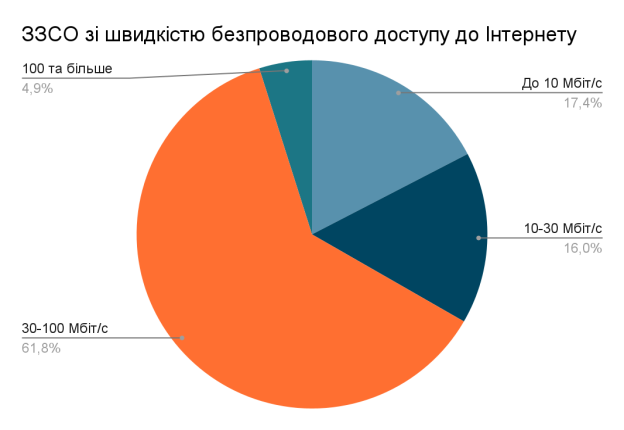 ЗЗСО зі швидкістю безпроводового доступу до Інтернету
100 та більше
4,9%
До 10 Мбіт/с
17,4%
10-30 Мбіт/с
16,0%
30-100 Мбіт/с
61,8%